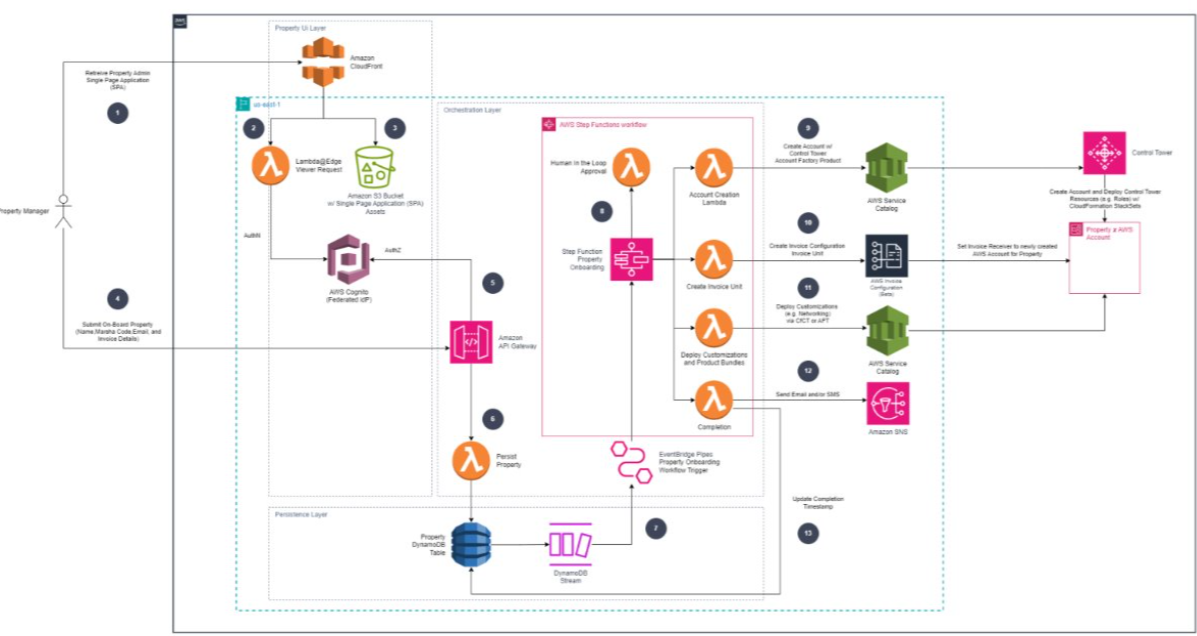 aws
Property UI Layer
Amazon
CloudFront
Retreive Property Admin
Single Page Application
(SPA)
1
us-east-1
Orchestration Layer
2
3
Lambda@Edge
Viewer Request
Amazon S3 Bucket
w/ Single Page Application (SPA)
Assets
AWS Step Functions workflow
Human in the Loop
Approval
Account Creation
Lambda
9
Create Account w/
Control Tower
Account Factory Product
AWS Service
Catalog
Control Tower
Create Account and Deploy Control Tower
Resources (e.g. Roles) w/
CloudFormation StackSets
Property Manager
AuthN
AuthZ
AWS Cognito
(Federated IdP)
8
Step Function
Property
Onboarding
Create Invoice Unit
10
Create Invoice Configuration
Invoice Unit
AWS Invoice
Configuration
(Beta)
Set Invoice Receiver to newly created
AWS Account for Property
Property # AWS
Account
4
Submit On-Board Property
(Name,Marsha Code,Email, and
Invoice Details)
5
Amazon
API Gateway
Deploy Customizations
and Product Bundles
11
Deploy Customizations
(e.g. Networking)
via CfCT or AFT
AWS Service
Catalog
12
Send Email and/or SMS
Completion
Amazon SNS
6
Persist
Property
EventBridge Pipes
Property Onboarding
Workflow Trigger
Update Completion
Timestamp
13
Persistence Layer
Property
DynamoDB
Table
DynamoDB
Stream
7